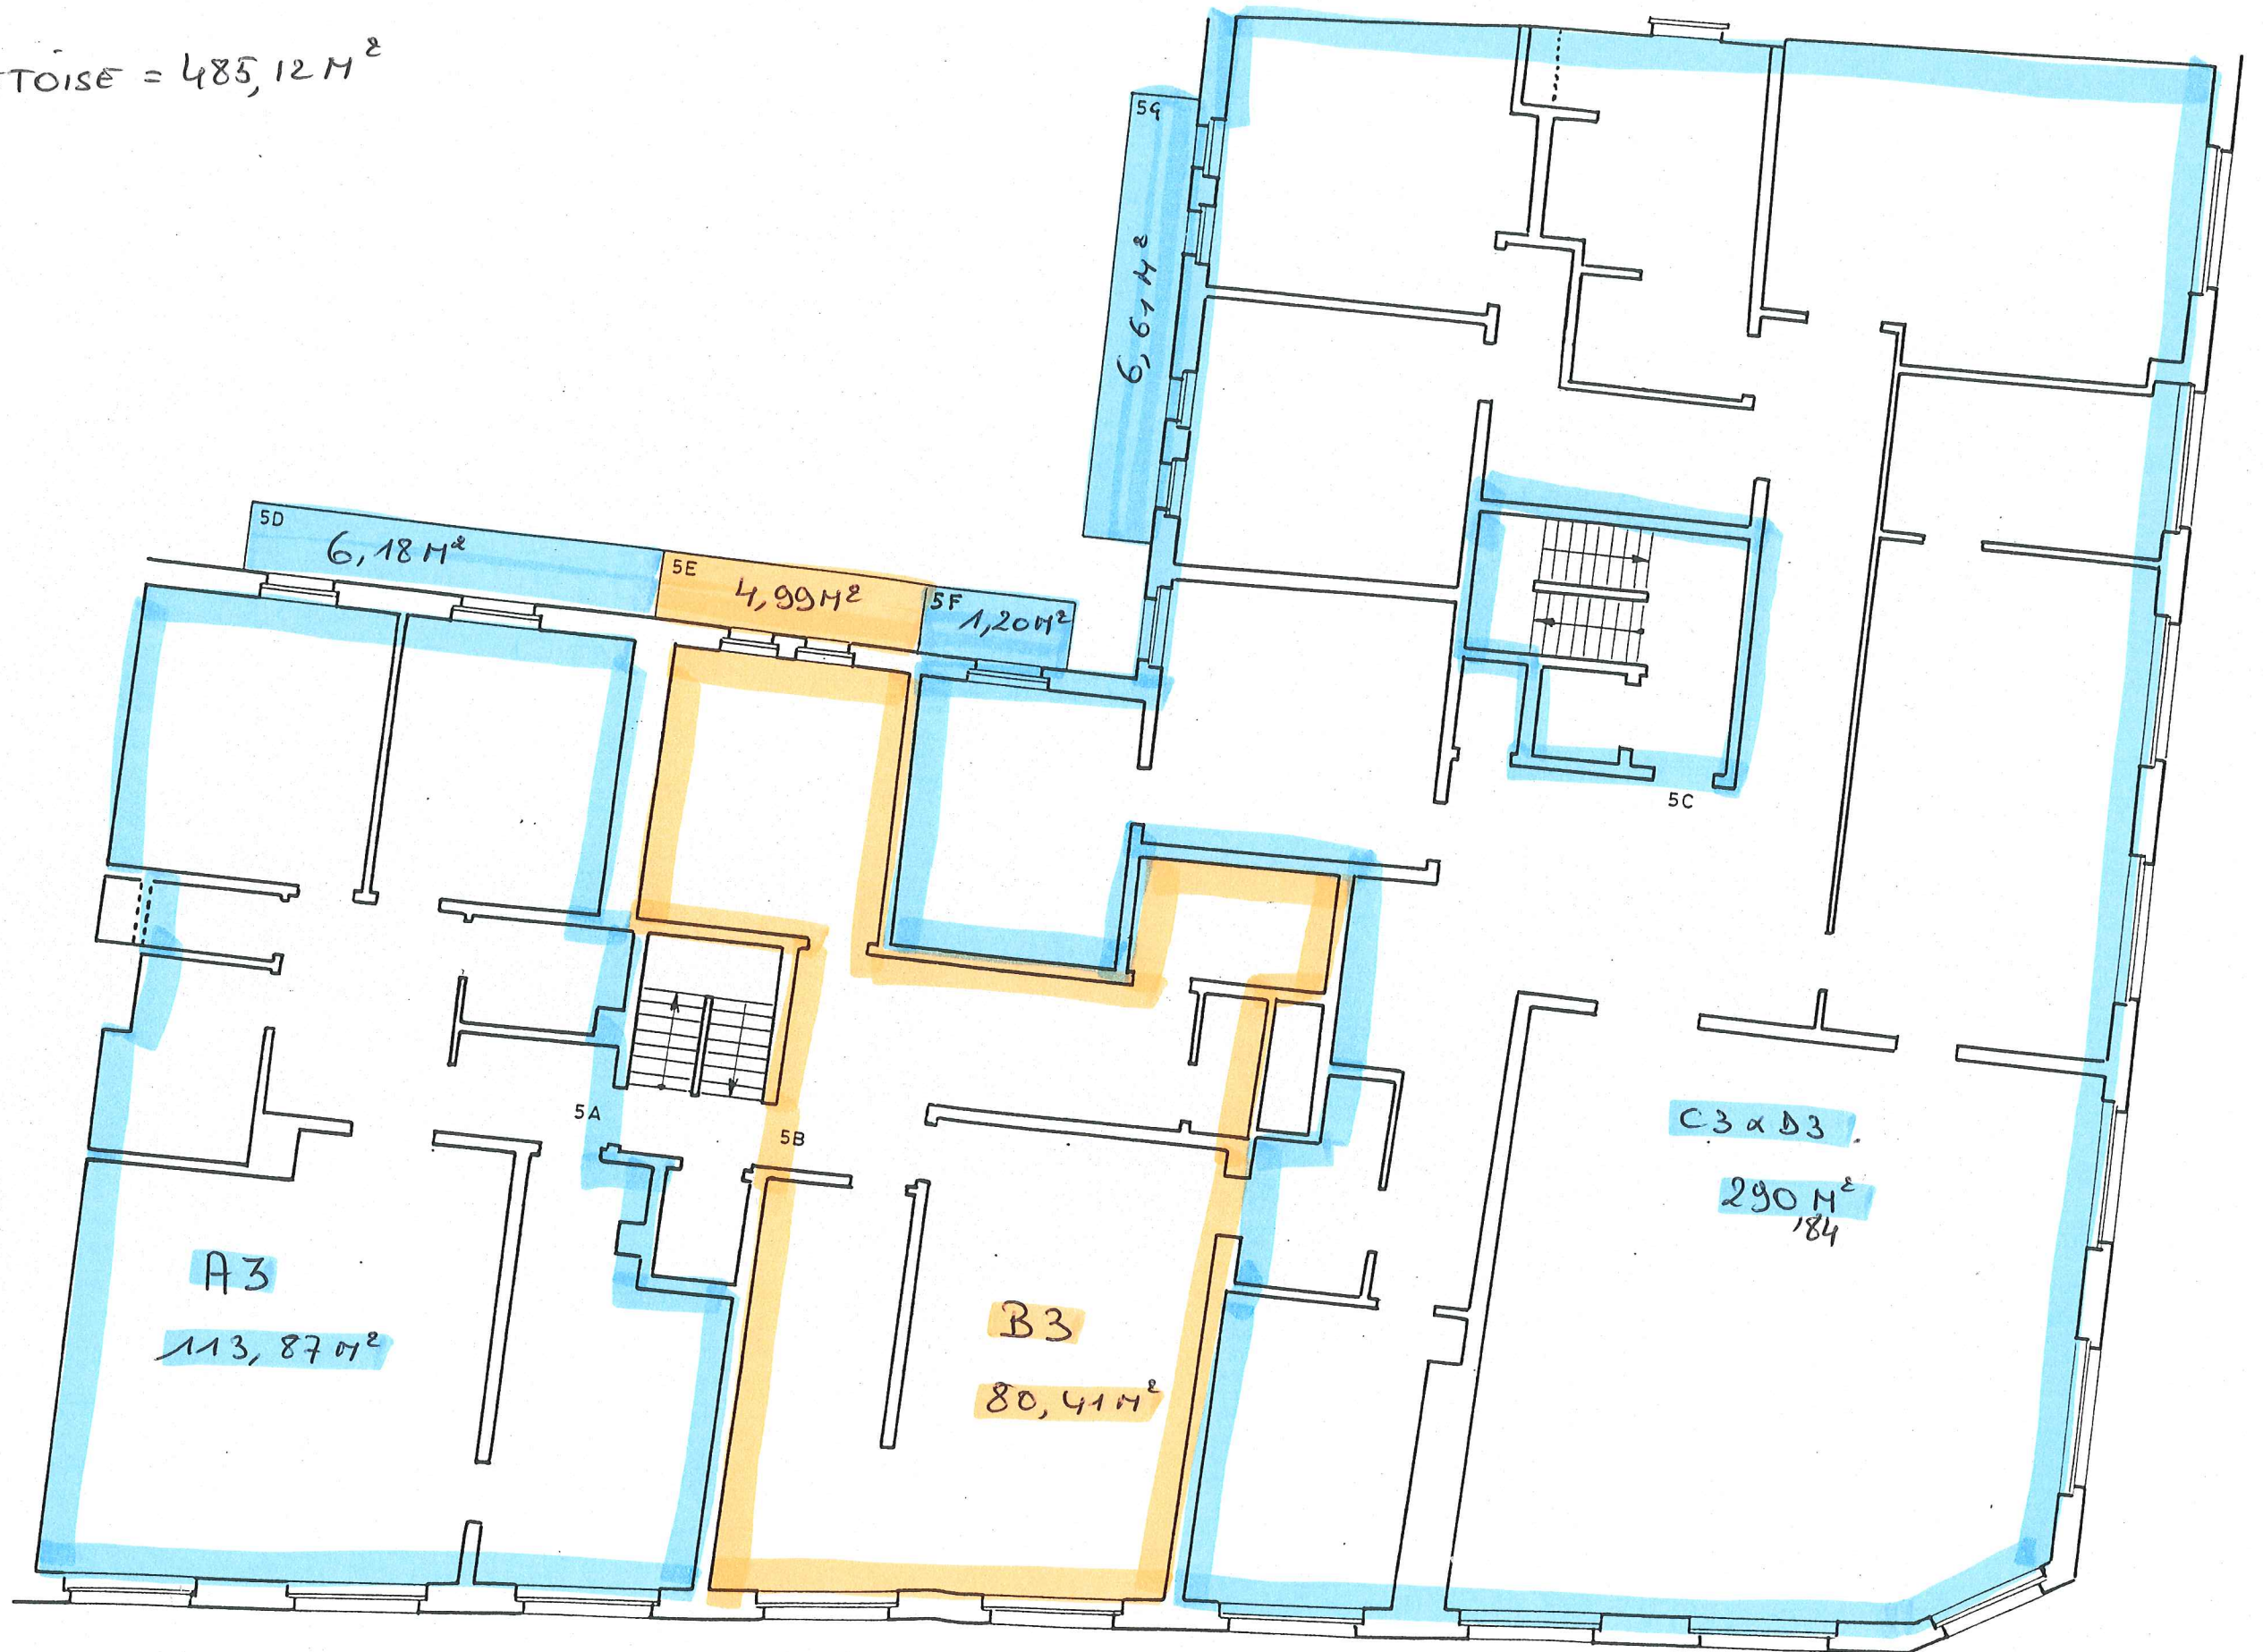 TOISE = 485,12 M²
5G
6,61 M²
5D
6,18 M²
5E
4,99 M²
5F
1,20 M²
5C
5A
5B
C3 & D3.
290 M²
,84
A3
113,87 M²
B3
80,41 M²